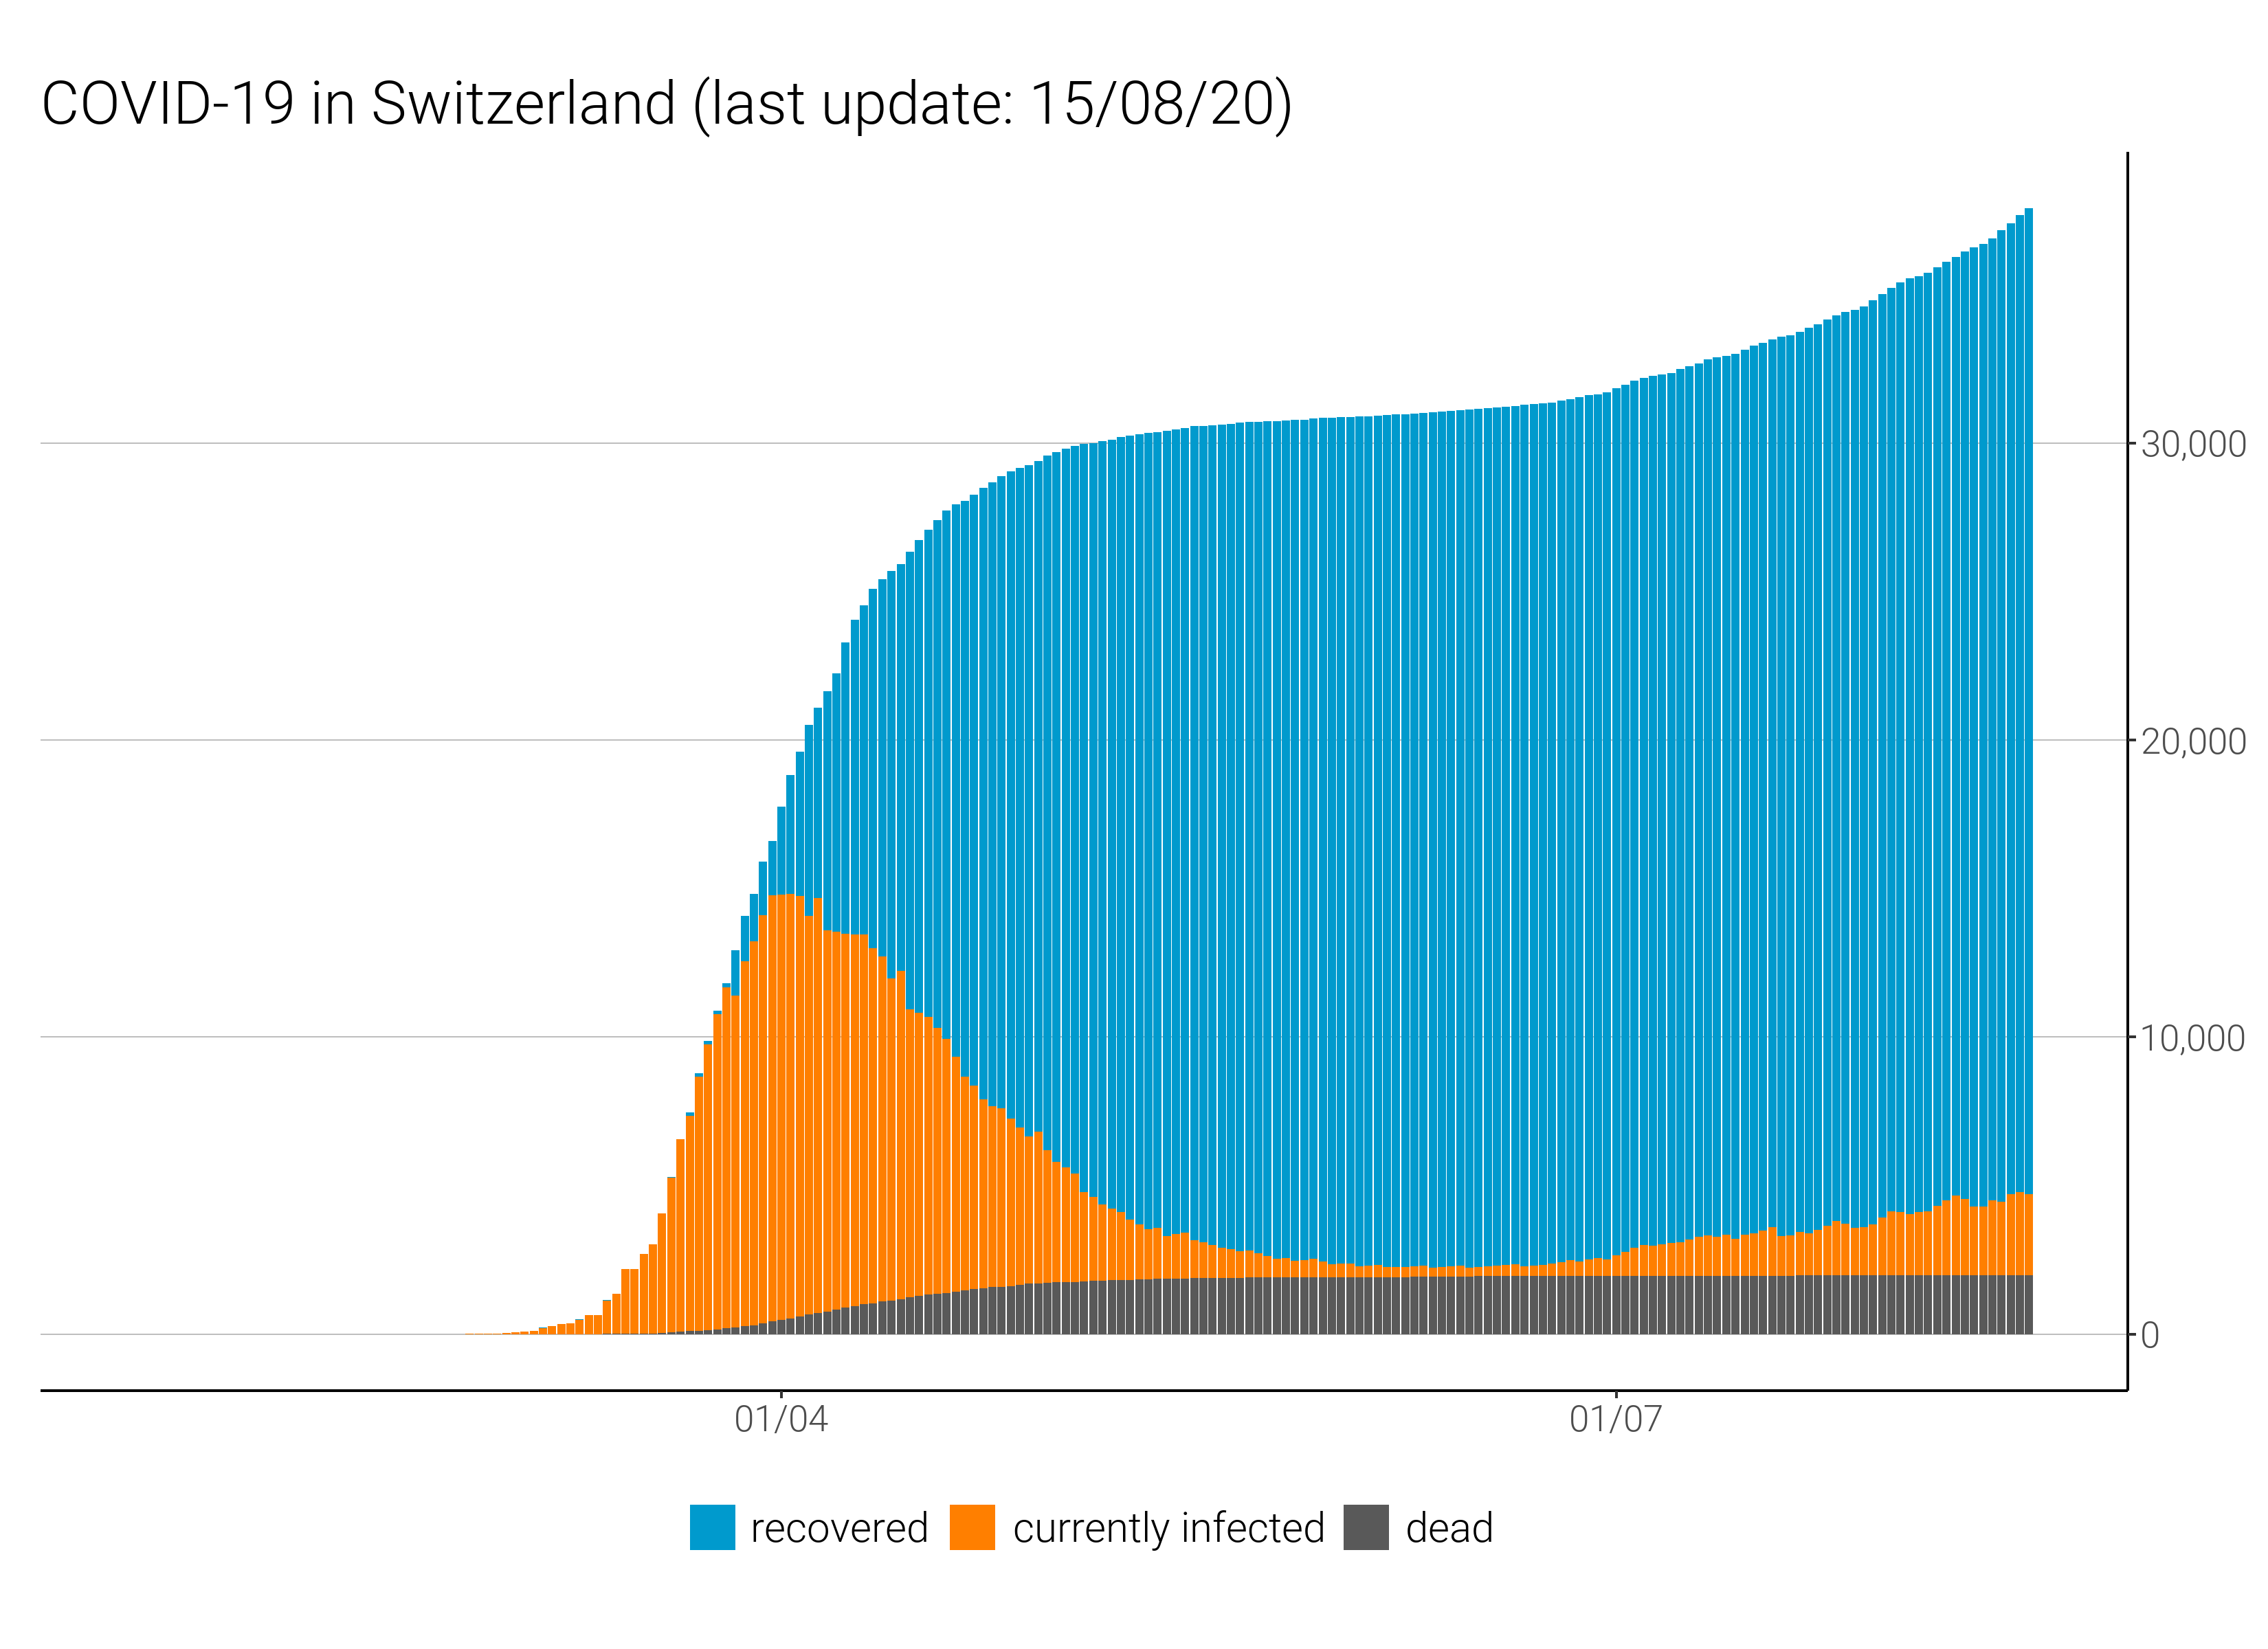 COVID-19 in Switzerland (last update: 15/08/20)
30,000
20,000
10,000
0
01/04 01/07
recovered currently infected dead